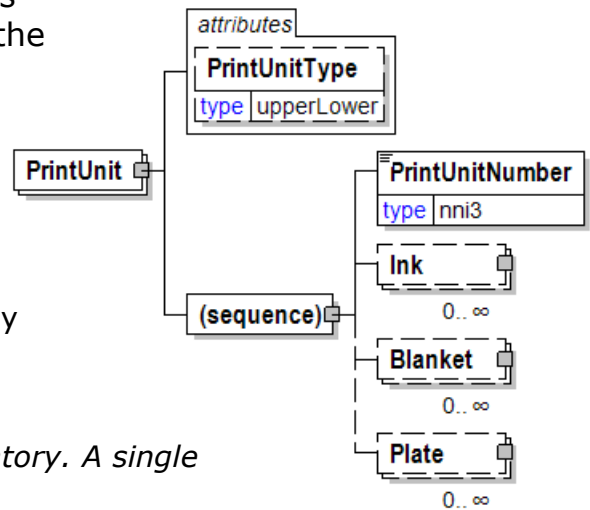 s
the
attributes
PrintUnitType
type upperLower
PrintUnit
PrintUnitNumber
type nni3
Ink
0.. ∞
(sequence)
y
Blanket
0.. ∞
tory. A single
Plate
0.. ∞